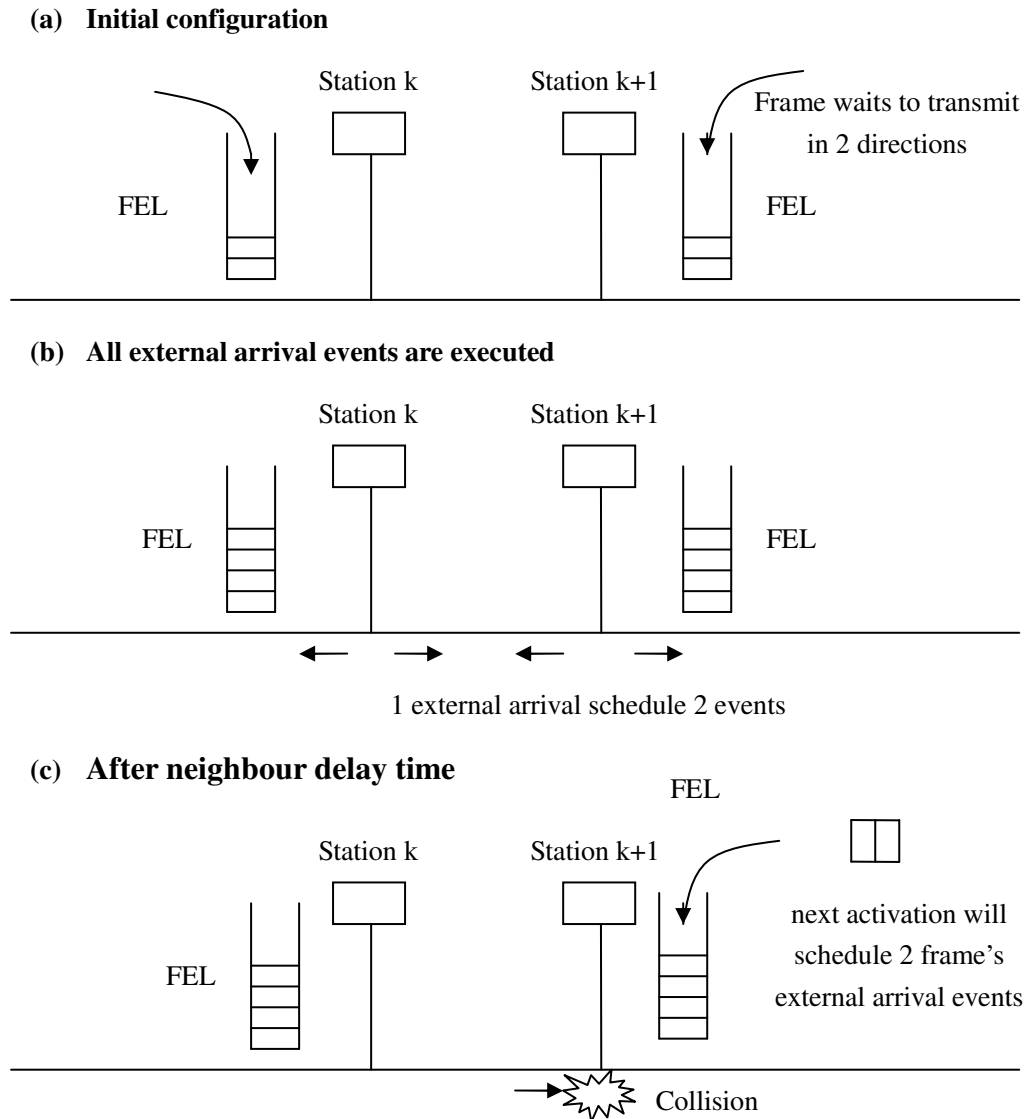 (a) Initial configuration
Station k
Station k+1
Frame waits to transmit
in 2 directions
FEL
FEL
(b) All external arrival events are executed
Station k
Station k+1
FEL
FEL
1 external arrival schedule 2 events
(c) After neighbour delay time
FEL
Station k
Station k+1
next activation will
schedule 2 frame's
external arrival events
FEL
Collision